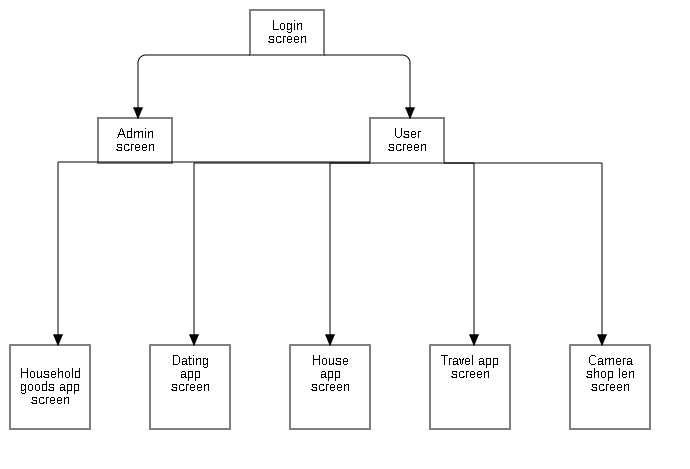 Login
screen
Admin
screen
User
screen
Household
goods app
screen
Dating
app
screen
House
app
screen
Travel app
screen
Camera
shop len
screen